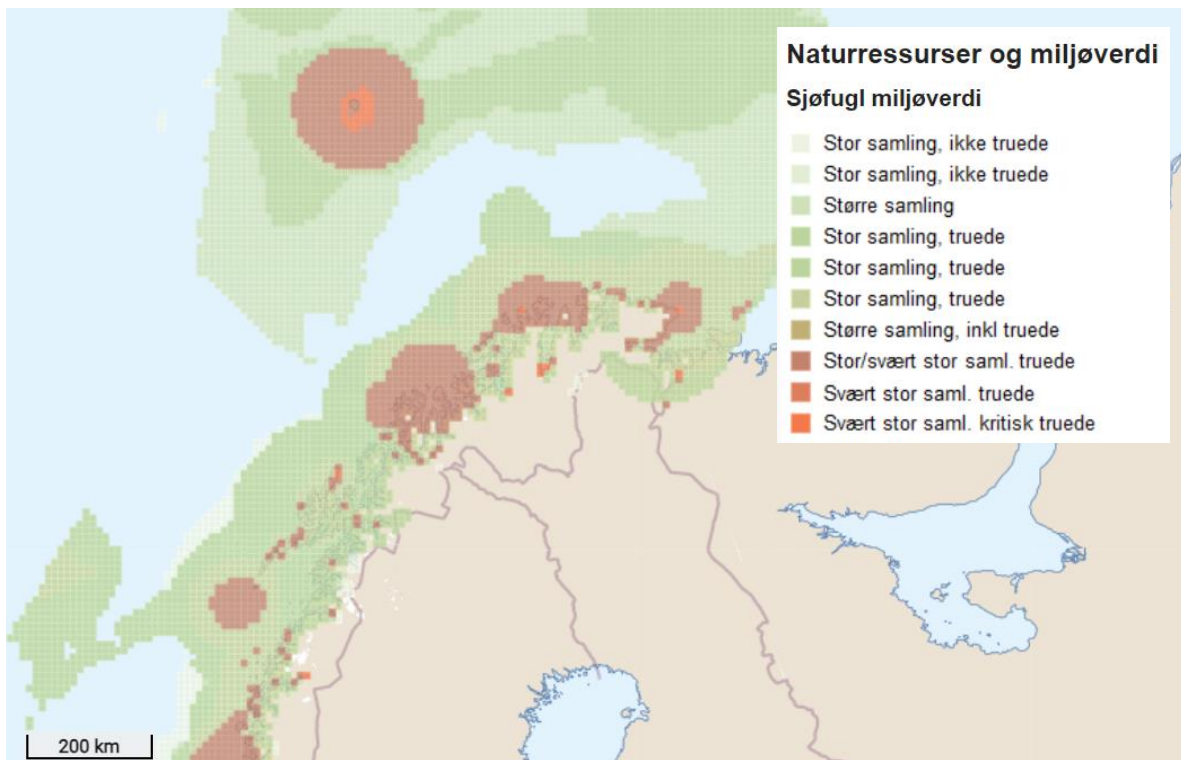 Naturressurser og miljøverdi
Sjøfugl miljøverdi
Stor samling, ikke truede
Stor samling, ikke truede
Større samling
Stor samling, truede
Stor samling, truede
Stor samling, truede
Større samling, inkl truede
Stor/svært stor saml. truede
Svært stor saml. truede
Svært stor saml. kritisk truede
200 km